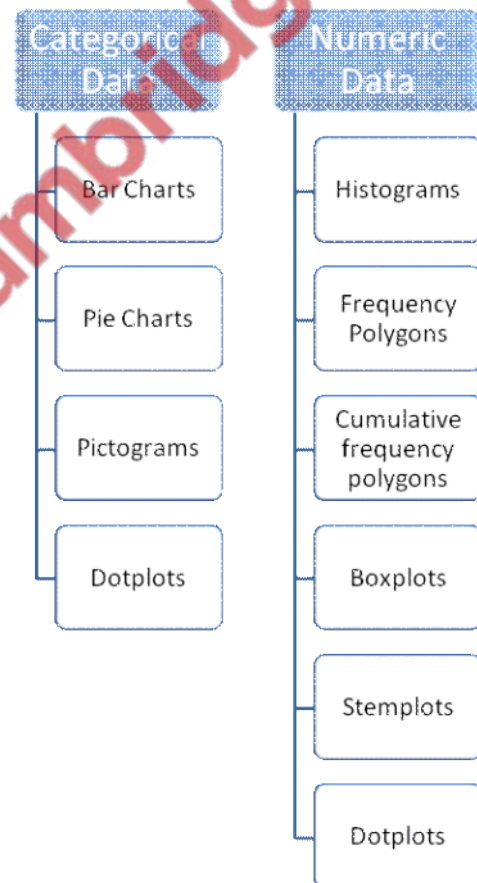 Categorical
Data
Bar Charts
Pie Charts
Pictograms
Dotplots
Numeric
Data
Histograms
Frequency
Polygons
Cumulative
frequency
polygons
Boxplots
Stemplots
Dotplots
ambridg